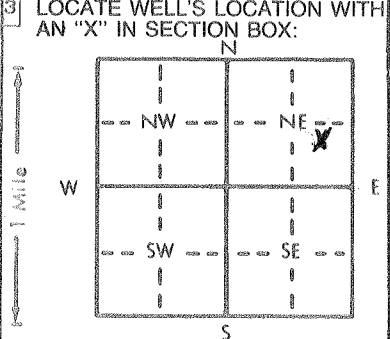 3 LOCATE WELL'S LOCATION WITH
AN "X" IN SECTION BOX:
N
NW NE
X
W E
1 Mile
SW SE
S